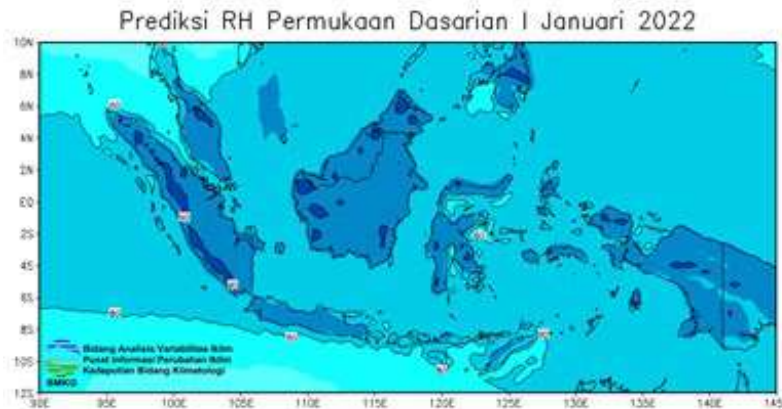 Prediksi RH Permukaan Dasarian I Januari 2022
10N
8N
6N
4N
2N
EQ
2S
4S
6S
8S
10S
12S
Bidang Analisis Variabilitas Iklim
Pusat Informasi Perubahan Iklim
Kedeputian Bidang Klimatologi
BMKG
90E 95E 100E 105E 110E 115E 120E 125E 130E 135E 140E 145E